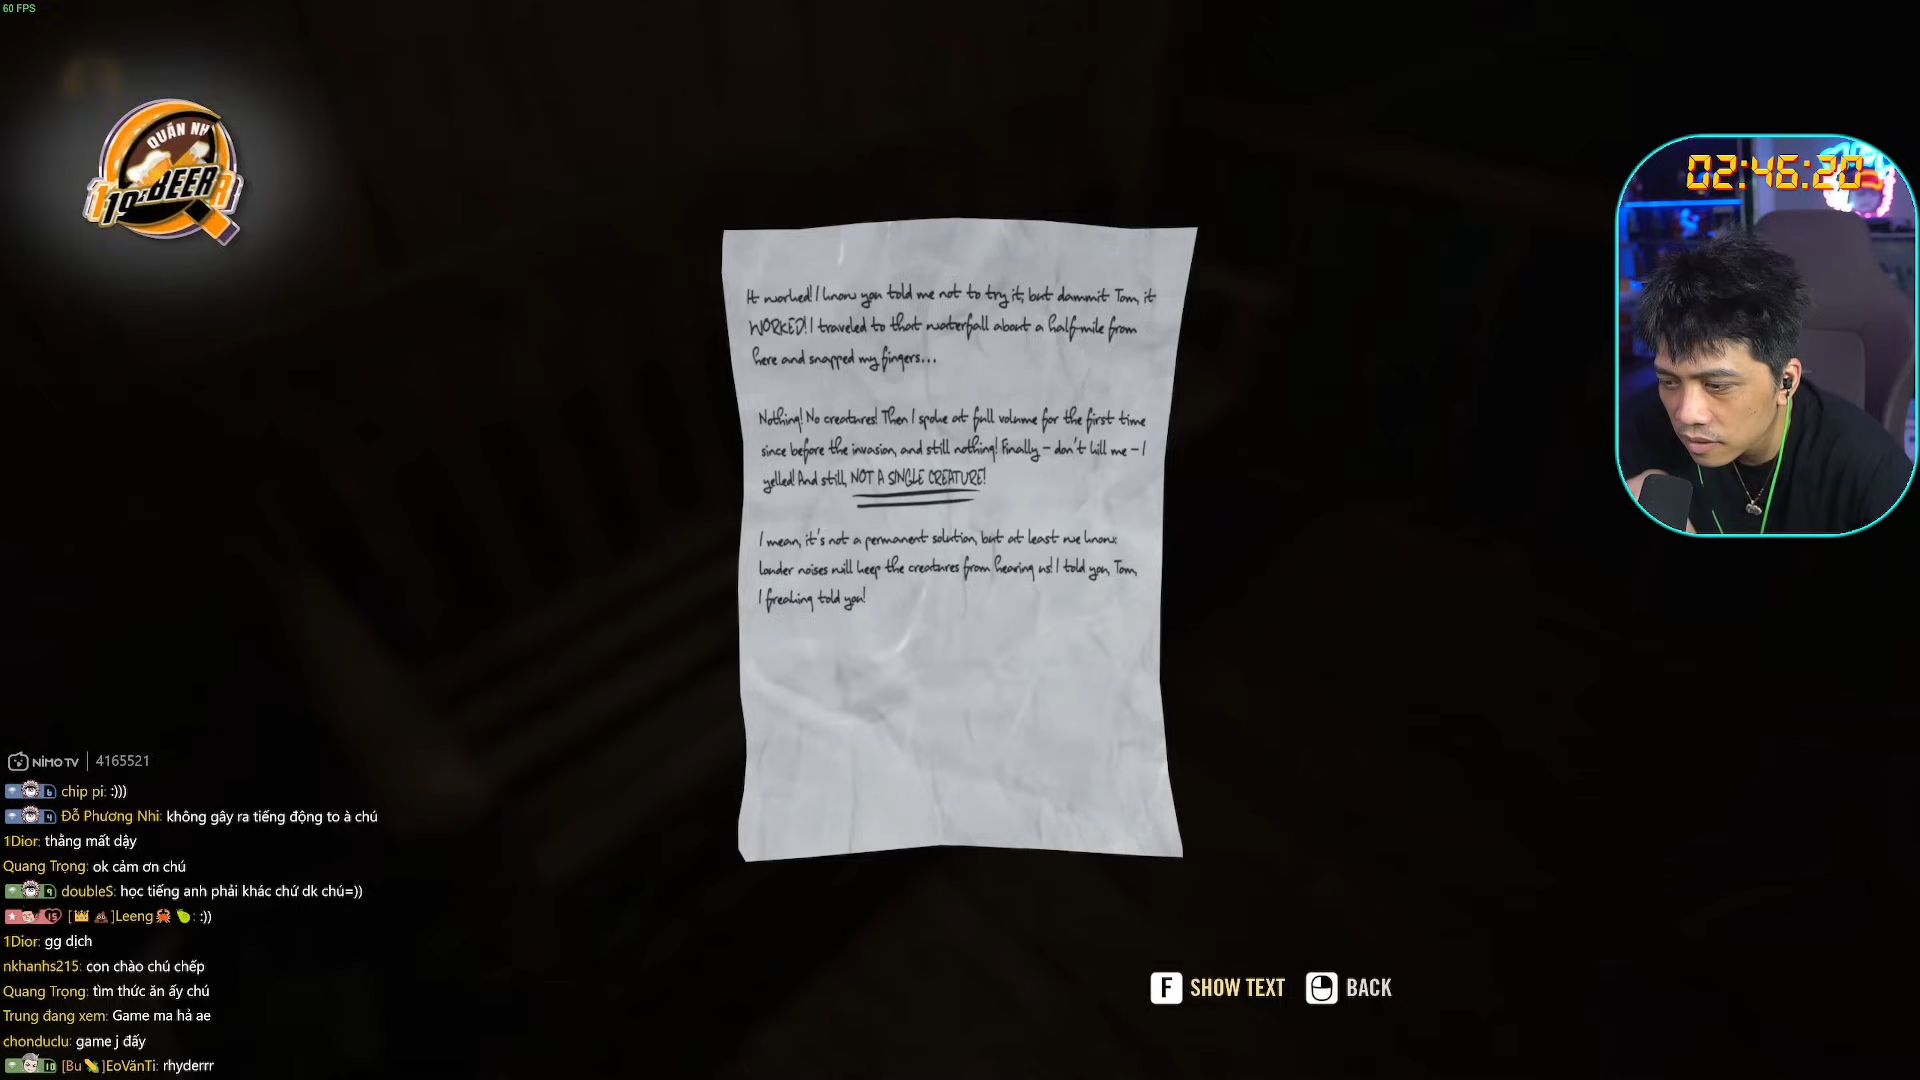 60 FPS
QUÁN NH
119.BEER
02:46:20
It worked! I know you told me not to try it, but dammit Tom, it
WORKED! I traveled to that waterfall about a half-mile from
here and snapped my fingers...
Nothing! No creatures! Then I spoke at full volume for the first time
since before the invasion, and still nothing! Finally – don't kill me – I
yelled! And still, NOT A SINGLE CREATURE!
I mean, it's not a permanent solution, but at least we know:
Louder noises will keep the creatures from hearing us! I told you, Tom,
I freaking told you!
NIMO TV | 4165521
6 chip pi: :)))
4 Đỗ Phương Nhi: không gây ra tiếng động to à chú
1Dior: thằng mất dậy
Quang Trọng: ok cảm ơn chú
9 doubleS: học tiếng anh phải khác chứ dk chú=))
15 [👑💩]Leeng🦀🍐: :))
1Dior: gg dịch
nkhanhs215: con chào chú chếp
Quang Trọng: tìm thức ăn ấy chú
Trung đang xem: Game ma hả ae
chonduclu: game j đấy
10 [Bu🌽]EoVănTi: rhyderrr
F SHOW TEXT BACK